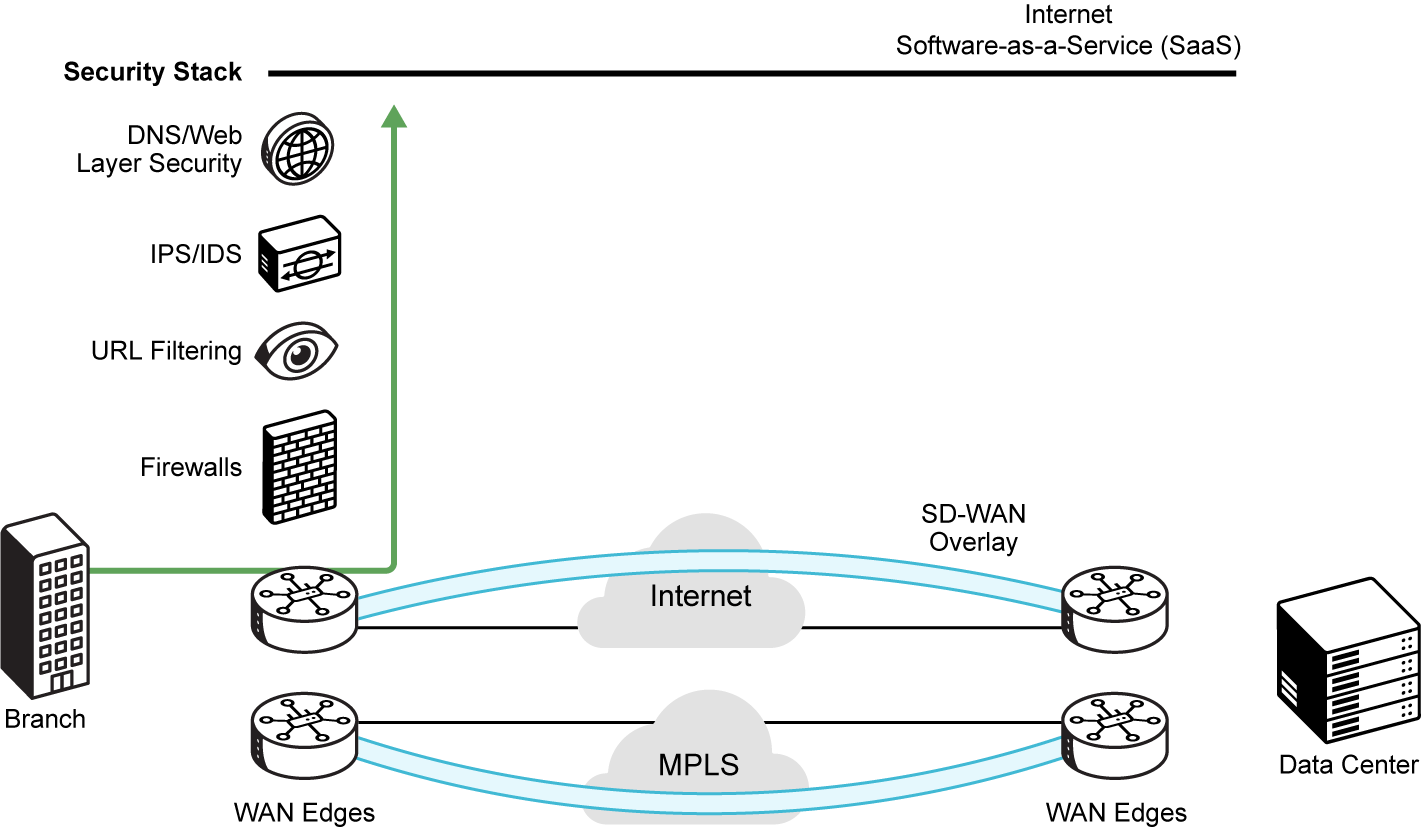 Internet
Software-as-a-Service (SaaS)
Security Stack
DNS/Web
Layer Security
IPS/IDS
URL Filtering
Firewalls
SD-WAN
Overlay
Internet
Branch
MPLS
Data Center
WAN Edges
WAN Edges